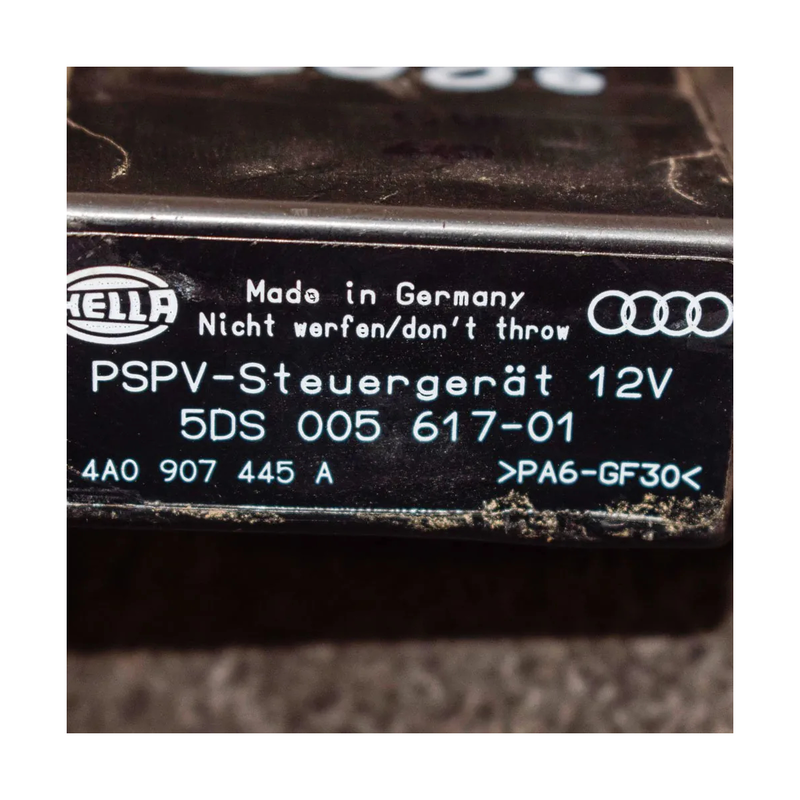 HELLA
Made in Germany
Nicht werfen/don't throw
PSPV-Steuergerät 12V
5DS 005 617-01
4A0 907 445 A >PA6-GF30<